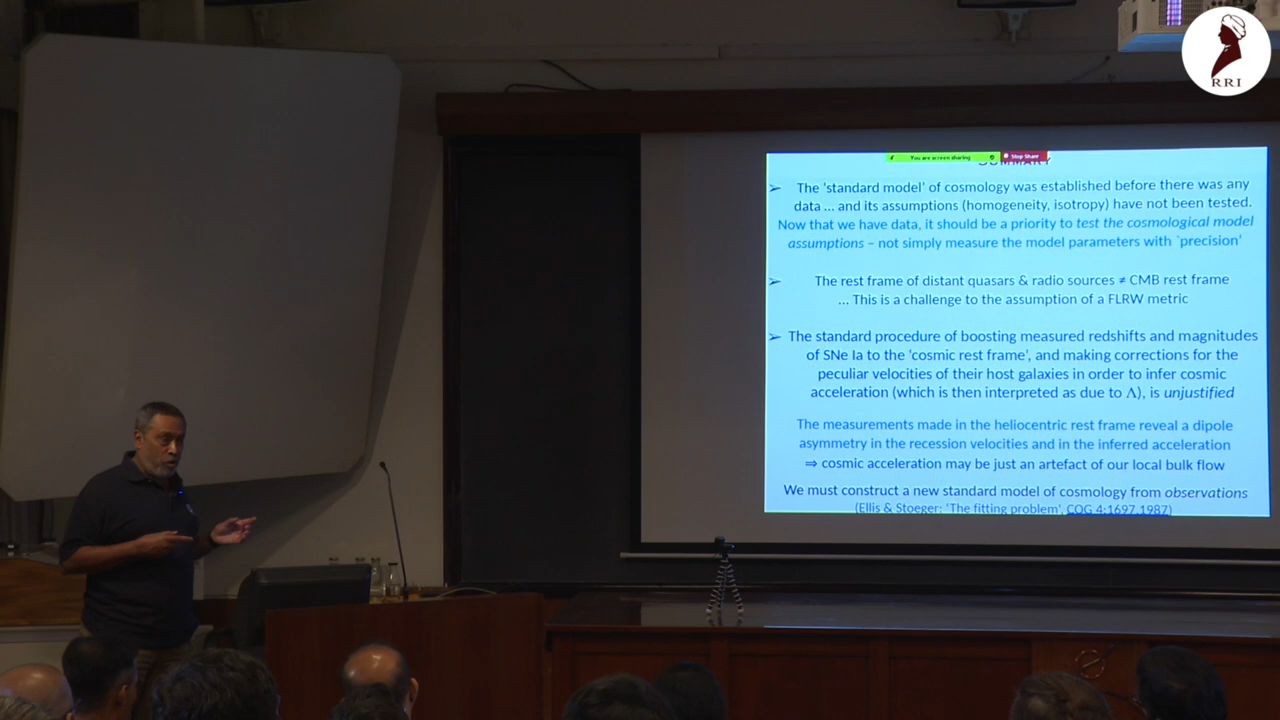 RRI
You are screen sharing
Stop Share
SUMMARY
➢ The ‘standard model’ of cosmology was established before there was any
data ... and its assumptions (homogeneity, isotropy) have not been tested.
Now that we have data, it should be a priority to test the cosmological model
assumptions – not simply measure the model parameters with `precision’
➢ The rest frame of distant quasars & radio sources ≠ CMB rest frame
... This is a challenge to the assumption of a FLRW metric
➢ The standard procedure of boosting measured redshifts and magnitudes
of SNe Ia to the ‘cosmic rest frame’, and making corrections for the
peculiar velocities of their host galaxies in order to infer cosmic
acceleration (which is then interpreted as due to Λ), is unjustified
The measurements made in the heliocentric rest frame reveal a dipole
asymmetry in the recession velocities and in the inferred acceleration
⇒ cosmic acceleration may be just an artefact of our local bulk flow
We must construct a new standard model of cosmology from observations
(Ellis & Stoeger: ‘The fitting problem’, CQG 4:1697,1987)